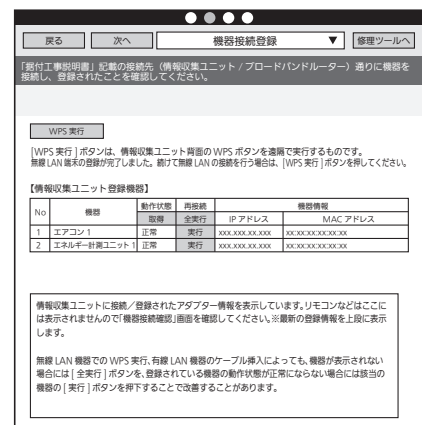 戻る 次へ 機器接続登録 ▼ 修理ツールへ
「据付工事説明書」記載の接続先（情報収集ユニット / ブロードバンドルーター）通りに機器を
接続し、登録されたことを確認してください。
WPS 実行
[WPS 実行 ] ボタンは、情報収集ユニット背面の WPS ボタンを遠隔で実行するものです。
無線 LAN 端末の登録が完了しました。続けて無線 LAN の接続を行う場合は、[WPS 実行 ] ボタンを押してください。
【情報収集ユニット登録機器】
No 機器 動作状態 再接続 機器情報
取得 全実行 IP アドレス MAC アドレス
1 エアコン 1 正常 実行 xxx.xxx.xx.xxx xx:xx:xx:xx:xx:xx
2 エネルギー計測ユニット 1 正常 実行 xxx.xxx.xx.xxx xx:xx:xx:xx:xx:xx
情報収集ユニットに接続／登録されたアダプター情報を表示しています。リモコンなどはここに
は表示されませんので「機器接続確認」画面を確認してください。※最新の登録情報を上段に表示
します。
無線 LAN 機器での WPS 実行、有線 LAN 機器のケーブル挿入によっても、機器が表示されない
場合には [ 全実行 ] ボタンを、登録されている機器の動作状態が正常にならない場合には該当の
機器の [ 実行 ] ボタンを押下することで改善することがあります。